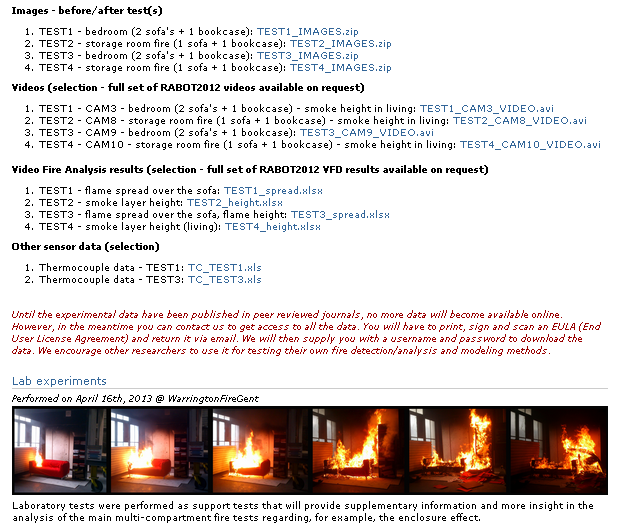 Images - before/after test(s)
1. TEST1 - bedroom (2 sofa's + 1 bookcase): TEST1_IMAGES.zip
2. TEST2 - storage room fire (1 sofa + 1 bookcase): TEST2_IMAGES.zip
3. TEST3 - bedroom (2 sofa's + 1 bookcase): TEST3_IMAGES.zip
4. TEST4 - storage room fire (1 sofa + 1 bookcase): TEST4_IMAGES.zip
Videos (selection - full set of RABOT2012 videos available on request)
1. TEST1 - CAM3 - bedroom (2 sofa's + 1 bookcase) - smoke height in living: TEST1_CAM3_VIDEO.avi
2. TEST2 - CAM8 - storage room fire (1 sofa + 1 bookcase) - smoke height in living: TEST2_CAM8_VIDEO.avi
3. TEST3 - CAM9 - bedroom (2 sofa's + 1 bookcase): TEST3_CAM9_VIDEO.avi
4. TEST4 - CAM10 - storage room fire (1 sofa + 1 bookcase) - smoke height in living: TEST4_CAM10_VIDEO.avi
Video Fire Analysis results (selection - full set of RABOT2012 VFD results available on request)
1. TEST1 - flame spread over the sofa: TEST1_spread.xlsx
2. TEST2 - smoke layer height: TEST2_height.xlsx
3. TEST3 - flame spread over the sofa, flame height: TEST3_spread.xlsx
4. TEST4 - smoke layer height (living): TEST4_height.xlsx
Other sensor data (selection)
1. Thermocouple data - TEST1: TC_TEST1.xls
2. Thermocouple data - TEST3: TC_TEST3.xls
Until the experimental data have been published in peer reviewed journals, no more data will become available online.
However, in the meantime you can contact us to get access to all the data. You will have to print, sign and scan an EULA (End
User License Agreement) and return it via email. We will then supply you with a username and password to download the
data. We encourage other researchers to use it for testing their own fire detection/analysis and modeling methods.
Lab experiments
Performed on April 16th, 2013 @ WarringtonFireGent
Laboratory tests were performed as support tests that will provide supplementary information and more insight in the
analysis of the main multi-compartment fire tests regarding, for example, the enclosure effect.